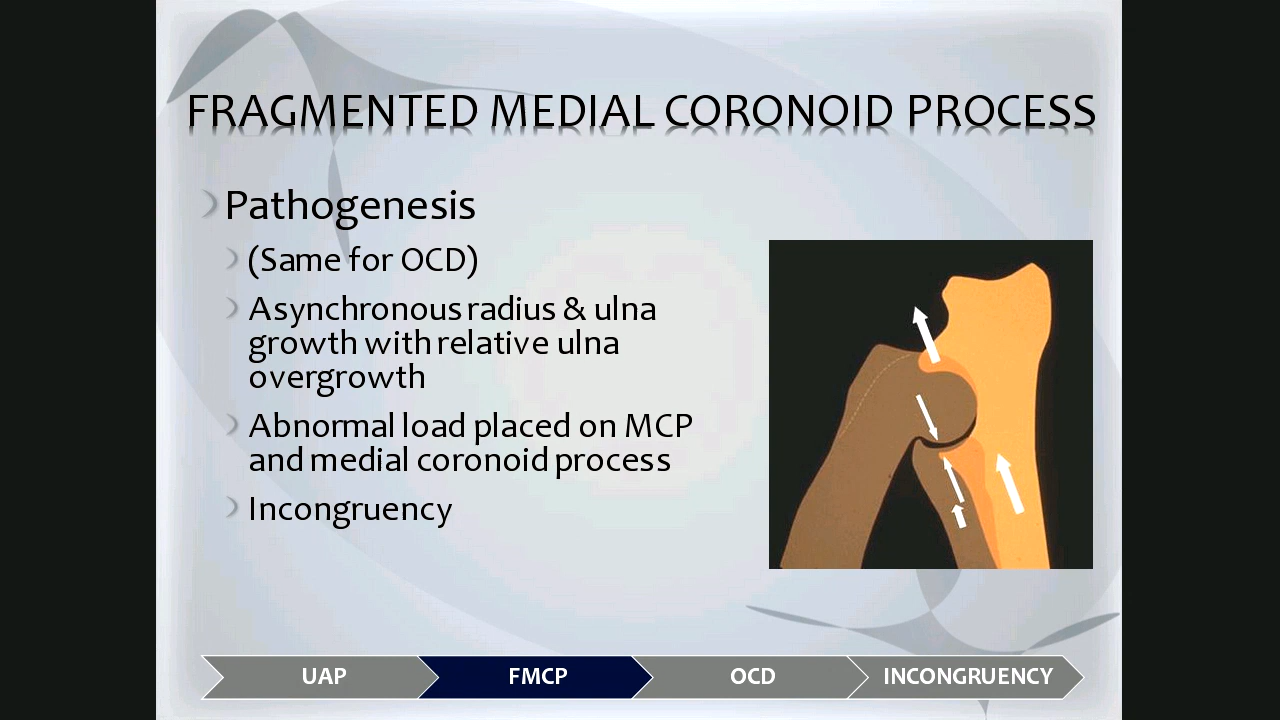 FRAGMENTED MEDIAL CORONOID PROCESS
Pathogenesis
(Same for OCD)
Asynchronous radius & ulna
growth with relative ulna
overgrowth
Abnormal load placed on MCP
and medial coronoid process
Incongruency
UAP
FMCP
OCD
INCONGRUENCY